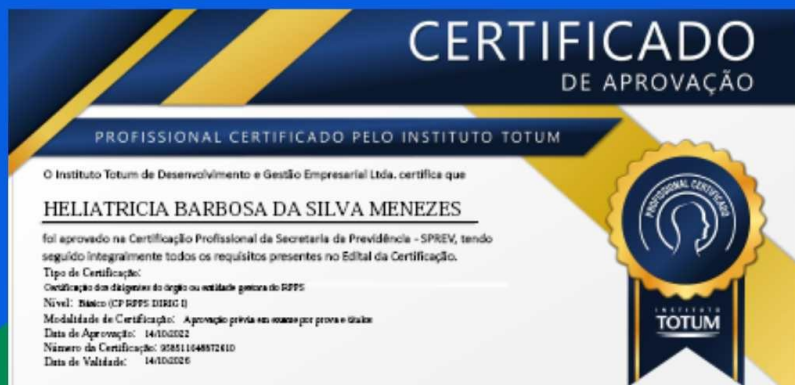 CERTIFICADO
DE APROVAÇÃO
PROFISSIONAL CERTIFICADO PELO INSTITUTO TOTUM
O Instituto Totum de Desenvolvimento e Gestão Empresarial Ltda. certifica que
HELIATRICIA BARBOSA DA SILVA MENEZES
foi aprovado na Certificação Profissional da Secretaria da Previdência - SPREV, tendo
seguido integralmente todos os requisitos presentes no Edital da Certificação.
Tipo de Certificação:
Certificação dos dirigentes do órgão ou entidade gestora do RPPS
Nível: Básico (CP RPPS DIRIG I)
Modalidade de Certificação: Aprovação prévia em exame por prova e títulos
Data de Aprovação: 14/10/2022
Número da Certificação: 958511648872610
Data de Validade: 14/10/2026
PROFISSIONAL CERTIFICADO
INSTITUTO
TOTUM